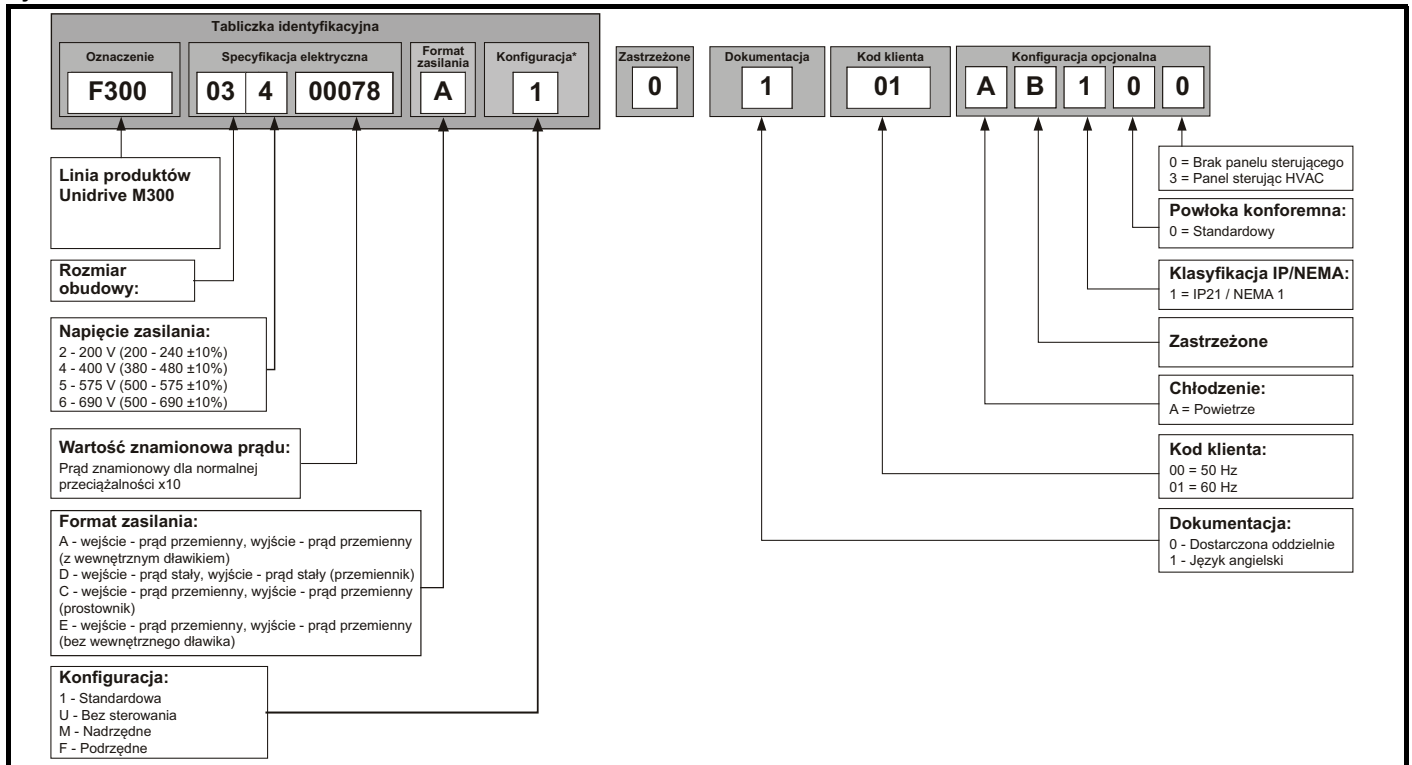 Tabliczka identyfikacyjna
Oznaczenie
Specyfikacja elektryczna
Format
zasilania
Konfiguracja*
Zastrzeżone
Dokumentacja
Kod klienta
Konfiguracja opcjonalna
F300
03
4
00078
A
1
0
1
01
A
B
1
0
0
Linia produktów
Unidrive M300
Rozmiar
obudowy:
Napięcie zasilania:
2 - 200 V (200 - 240 ±10%)
4 - 400 V (380 - 480 ±10%)
5 - 575 V (500 - 575 ±10%)
6 - 690 V (500 - 690 ±10%)
Wartość znamionowa prądu:
Prąd znamionowy dla normalnej
przeciążalności x10
Format zasilania:
A - wejście - prąd przemienny, wyjście - prąd przemienny
(z wewnętrznym dławikiem)
D - wejście - prąd stały, wyjście - prąd stały (przemiennik)
C - wejście - prąd przemienny, wyjście - prąd przemienny
(prostownik)
E - wejście - prąd przemienny, wyjście - prąd przemienny
(bez wewnętrznego dławika)
Konfiguracja:
1 - Standardowa
U - Bez sterowania
M - Nadrzędne
F - Podrzędne
0 = Brak panelu sterującego
3 = Panel sterując HVAC
Powłoka konforemna:
0 = Standardowy
Klasyfikacja IP/NEMA:
1 = IP21 / NEMA 1
Zastrzeżone
Chłodzenie:
A = Powietrze
Kod klienta:
00 = 50 Hz
01 = 60 Hz
Dokumentacja:
0 - Dostarczona oddzielnie
1 - Język angielski